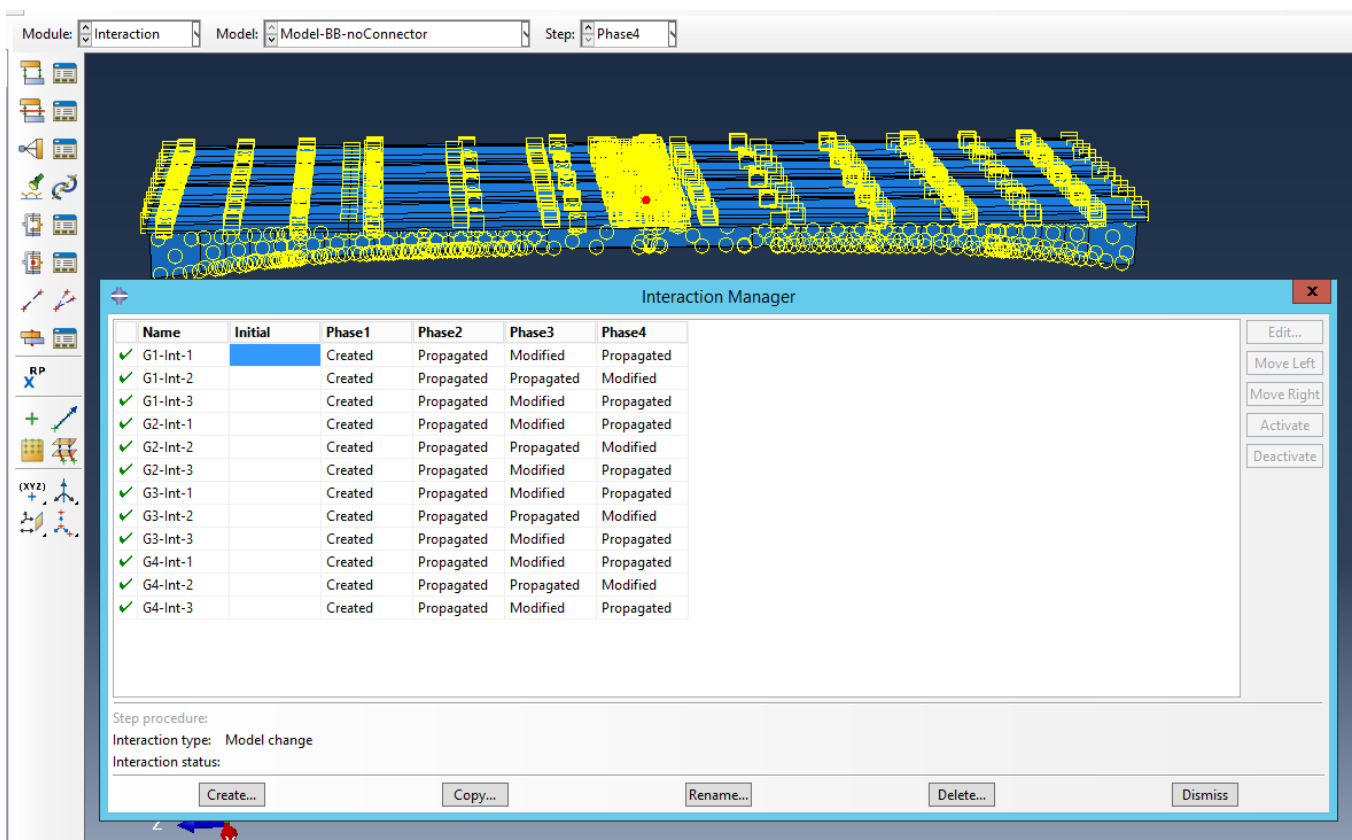 Module: Interaction Model: Model-BB-noConnector Step: Phase4
RP
(XYZ)
Interaction Manager
x
Name Initial Phase1 Phase2 Phase3 Phase4
G1-Int-1 Created Propagated Modified Propagated
G1-Int-2 Created Propagated Propagated Modified
G1-Int-3 Created Propagated Modified Propagated
G2-Int-1 Created Propagated Modified Propagated
G2-Int-2 Created Propagated Propagated Modified
G2-Int-3 Created Propagated Modified Propagated
G3-Int-1 Created Propagated Modified Propagated
G3-Int-2 Created Propagated Propagated Modified
G3-Int-3 Created Propagated Modified Propagated
G4-Int-1 Created Propagated Modified Propagated
G4-Int-2 Created Propagated Propagated Modified
G4-Int-3 Created Propagated Modified Propagated
Edit...
Move Left
Move Right
Activate
Deactivate
Step procedure:
Interaction type: Model change
Interaction status:
Create... Copy... Rename... Delete... Dismiss
Z